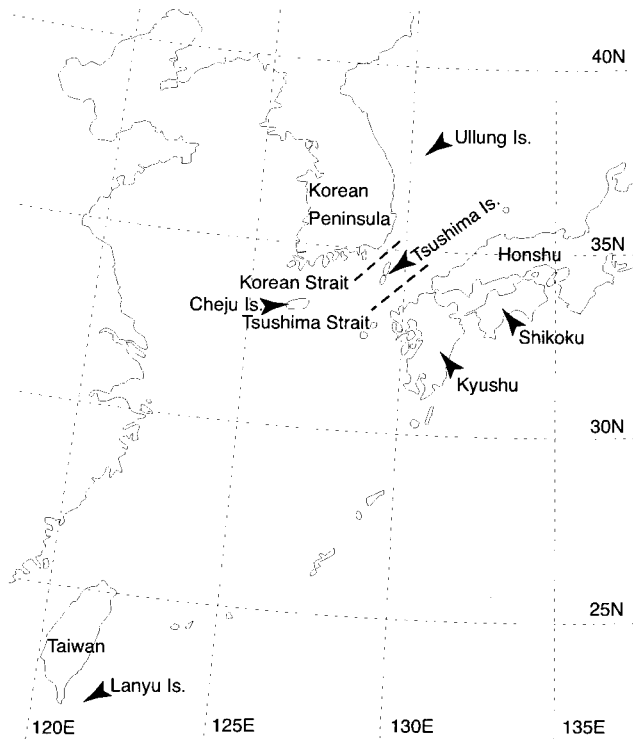 40N
Ullung Is.
Korean
Peninsula
Tsushima Is.
35N
Honshu
Korean Strait
Cheju Is.
Tsushima Strait
Shikoku
Kyushu
30N
25N
Taiwan
Lanyu Is.
120E
125E
130E
135E